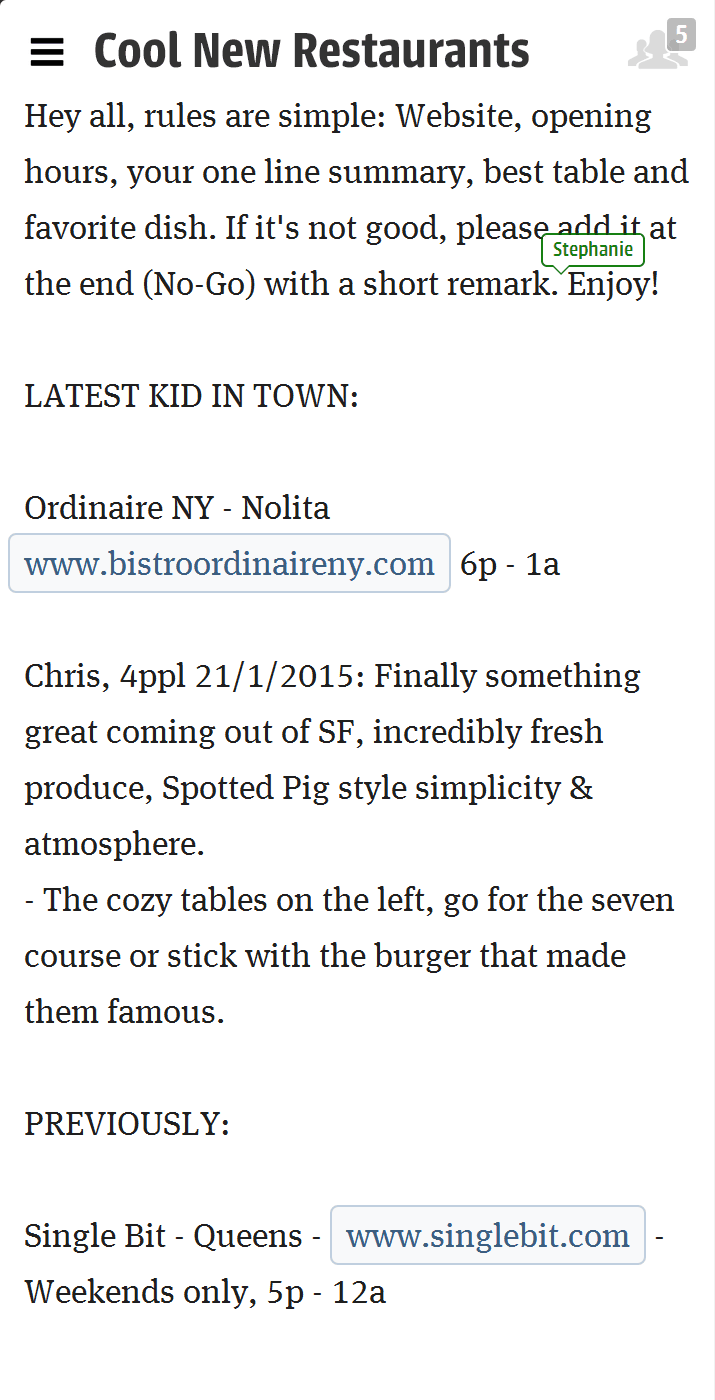 Cool New Restaurants
5
Hey all, rules are simple: Website, opening
hours, your one line summary, best table and
favorite dish. If it's not good, please add it at
Stephanie
the end (No-Go) with a short remark. Enjoy!
LATEST KID IN TOWN:
Ordinaire NY - Nolita
www.bistroordinaireny.com 6p - 1a
Chris, 4ppl 21/1/2015: Finally something
great coming out of SF, incredibly fresh
produce, Spotted Pig style simplicity &
atmosphere.
- The cozy tables on the left, go for the seven
course or stick with the burger that made
them famous.
PREVIOUSLY:
Single Bit - Queens - www.singlebit.com -
Weekends only, 5p - 12a